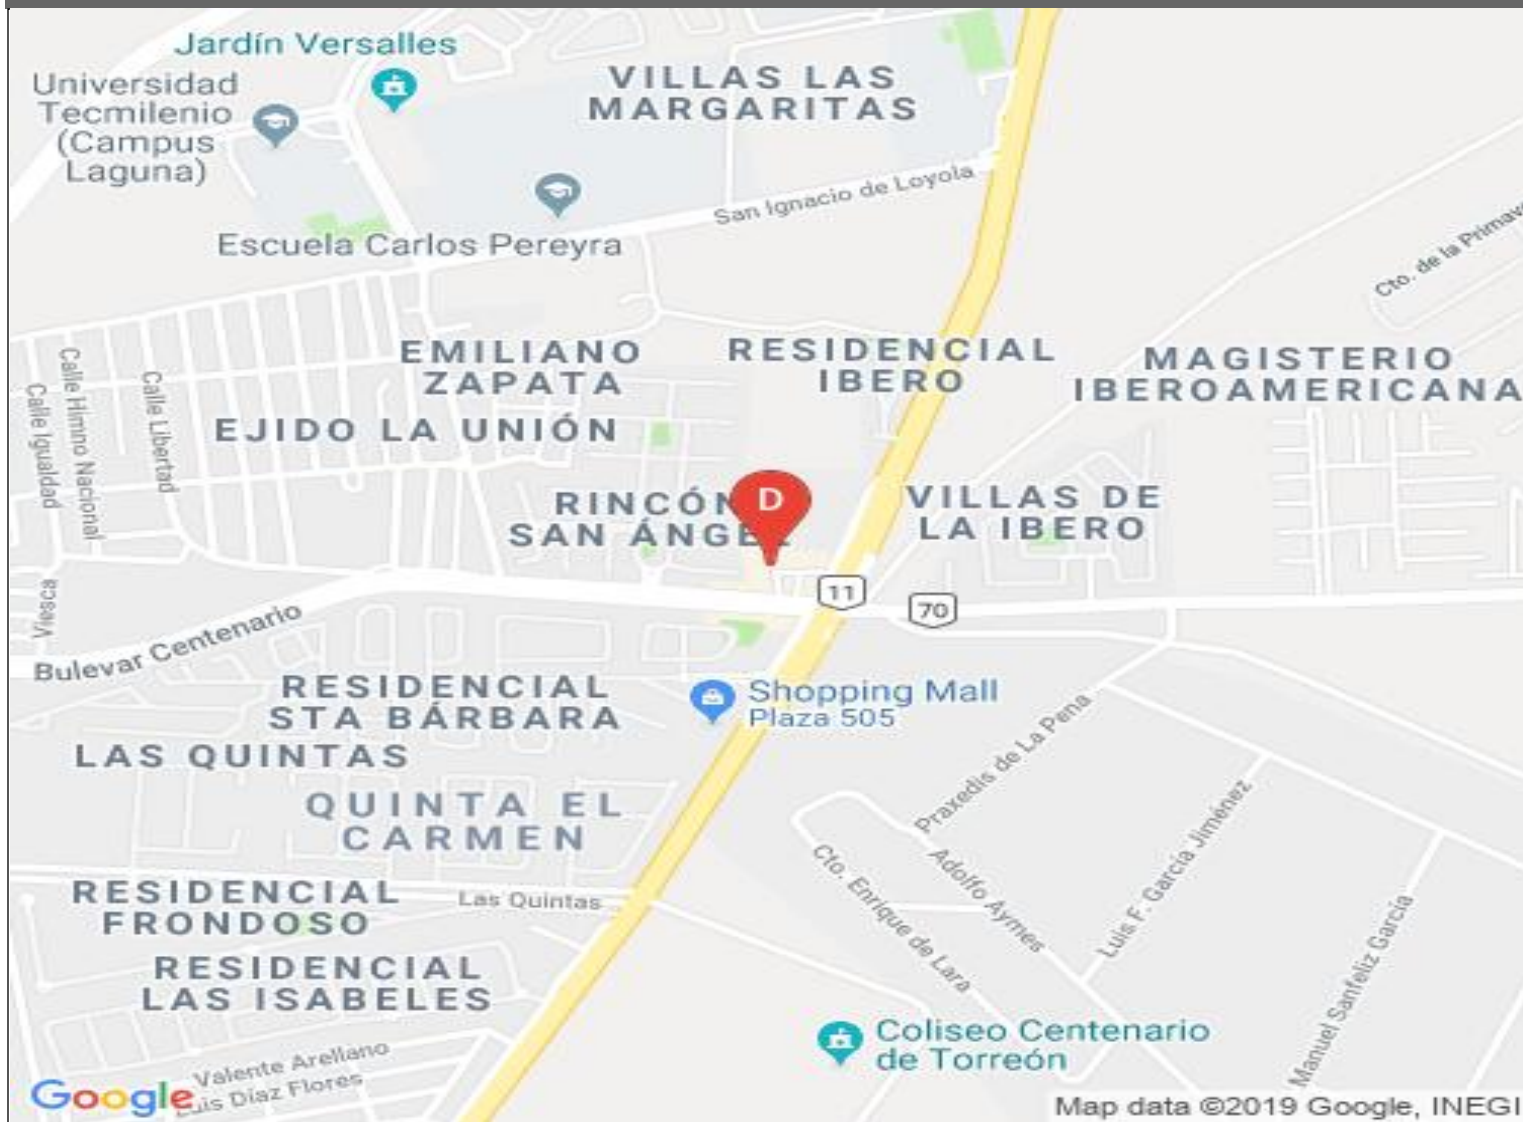 Jardín Versalles
Universidad
Tecmilenio
(Campus
Laguna)
VILLAS LAS
MARGARITAS
San Ignacio de Loyola
Escuela Carlos Pereyra
Cto. de la Primav
EMILIANO
ZAPATA
RESIDENCIAL
IBERO
MAGISTERIO
IBEROAMERICANA
Calle Himno Nacional
Calle Igualdad
Calle Libertad
EJIDO LA UNIÓN
RINCÓN
SAN ÁNGEL
D
VILLAS DE
LA IBERO
11
70
Viesca
Bulevar Centenario
RESIDENCIAL
STA BÁRBARA
Shopping Mall
Plaza 505
LAS QUINTAS
Praxedis de La Pena
QUINTA EL
CARMEN
Cto. Enrique de Lara
Adolfo Aymes
Luis F. García Jiménez
RESIDENCIAL
FRONDOSO
Las Quintas
Manuel Sanfeliz García
RESIDENCIAL
LAS ISABELES
Coliseo Centenario
de Torreón
Valente Arellano
Luis Díaz Flores
Google
Map data ©2019 Google, INEGI